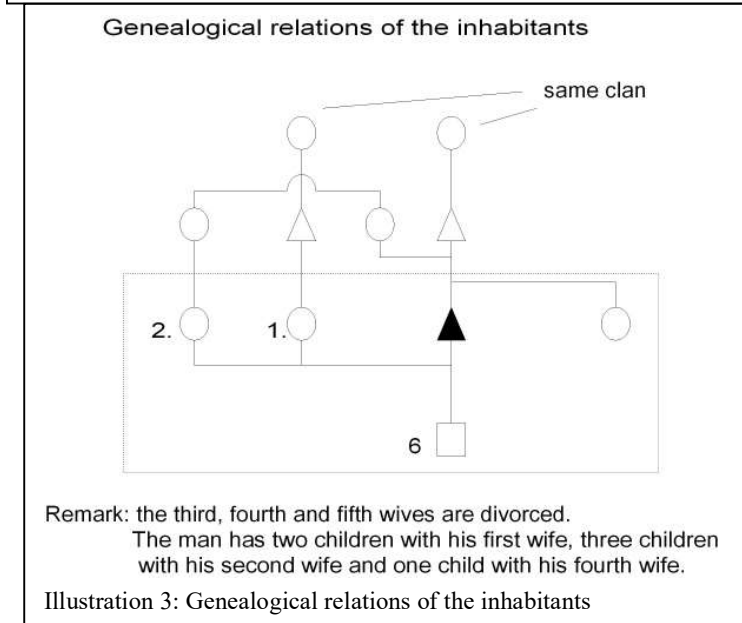 Genealogical relations of the inhabitants
same clan
2.
1.
6
Remark: the third, fourth and fifth wives are divorced.
The man has two children with his first wife, three children
with his second wife and one child with his fourth wife.
Illustration 3: Genealogical relations of the inhabitants